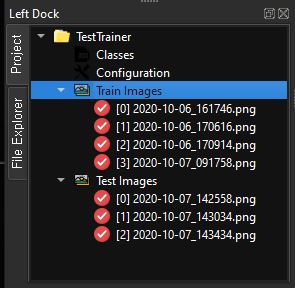 Left Dock
Project
File Explorer
TestTrainer
Classes
Configuration
Train Images
[0] 2020-10-06_161746.png
[1] 2020-10-06_170616.png
[2] 2020-10-06_170914.png
[3] 2020-10-07_091758.png
Test Images
[0] 2020-10-07_142558.png
[1] 2020-10-07_143034.png
[2] 2020-10-07_143434.png